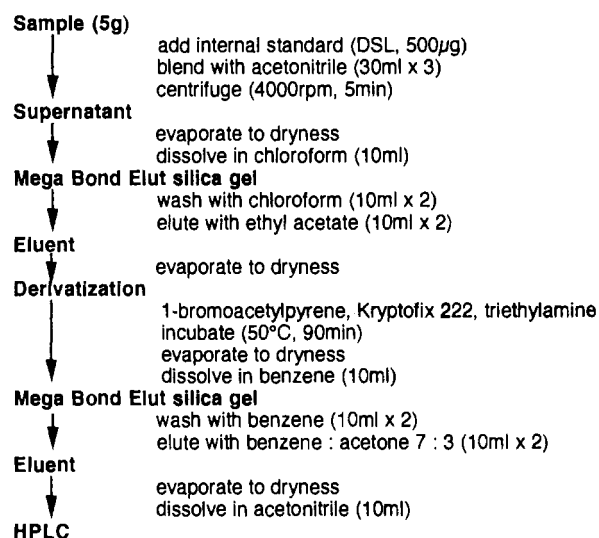 Sample (5g)
add internal standard (DSL, 500µg)
blend with acetonitrile (30ml x 3)
centrifuge (4000rpm, 5min)
Supernatant
evaporate to dryness
dissolve in chloroform (10ml)
Mega Bond Elut silica gel
wash with chloroform (10ml x 2)
elute with ethyl acetate (10ml x 2)
Eluent
evaporate to dryness
Derivatization
1-bromoacetylpyrene, Kryptofix 222, triethylamine
incubate (50°C, 90min)
evaporate to dryness
dissolve in benzene (10ml)
Mega Bond Elut silica gel
wash with benzene (10ml x 2)
elute with benzene : acetone 7 : 3 (10ml x 2)
Eluent
evaporate to dryness
dissolve in acetonitrile (10ml)
HPLC